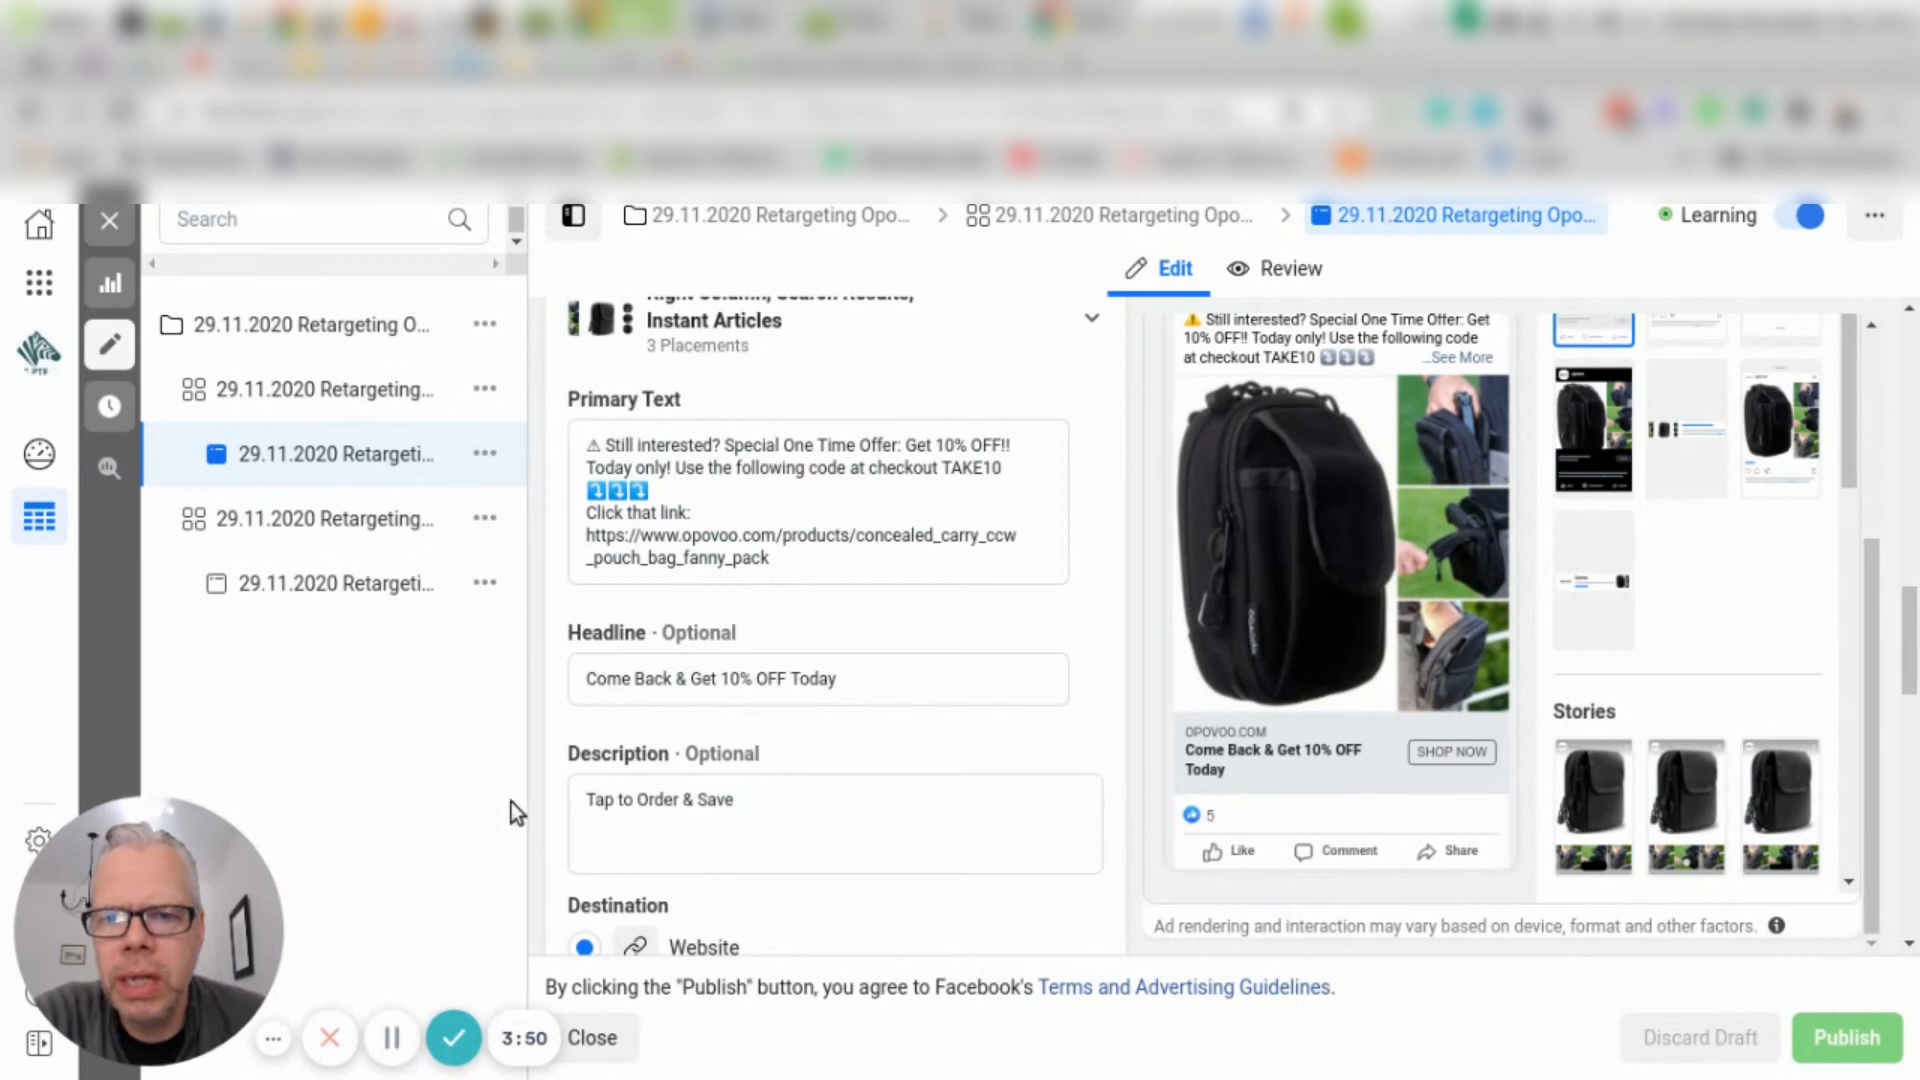 Search
29.11.2020 Retargeting Opo...
29.11.2020 Retargeting Opo...
29.11.2020 Retargeting Opo...
Learning
Edit
Review
PTF
29.11.2020 Retargeting O...
29.11.2020 Retargeting...
29.11.2020 Retargeti...
29.11.2020 Retargeting...
29.11.2020 Retargeti...
Right Column, Search Results,
Instant Articles
3 Placements
Primary Text
⚠ Still interested? Special One Time Offer: Get 10% OFF!!
Today only! Use the following code at checkout TAKE10
⤵⤵⤵
Click that link:
https://www.opovoo.com/products/concealed_carry_ccw
_pouch_bag_fanny_pack
Headline · Optional
Come Back & Get 10% OFF Today
Description · Optional
Tap to Order & Save
Destination
Website
⚠ Still interested? Special One Time Offer: Get
10% OFF!! Today only! Use the following code
at checkout TAKE10 ⤵⤵⤵ ...See More
OPOVOO.COM
Come Back & Get 10% OFF
Today
SHOP NOW
5
Like
Comment
Share
Stories
Ad rendering and interaction may vary based on device, format and other factors.
By clicking the "Publish" button, you agree to Facebook's Terms and Advertising Guidelines.
3:50
Close
Discard Draft
Publish